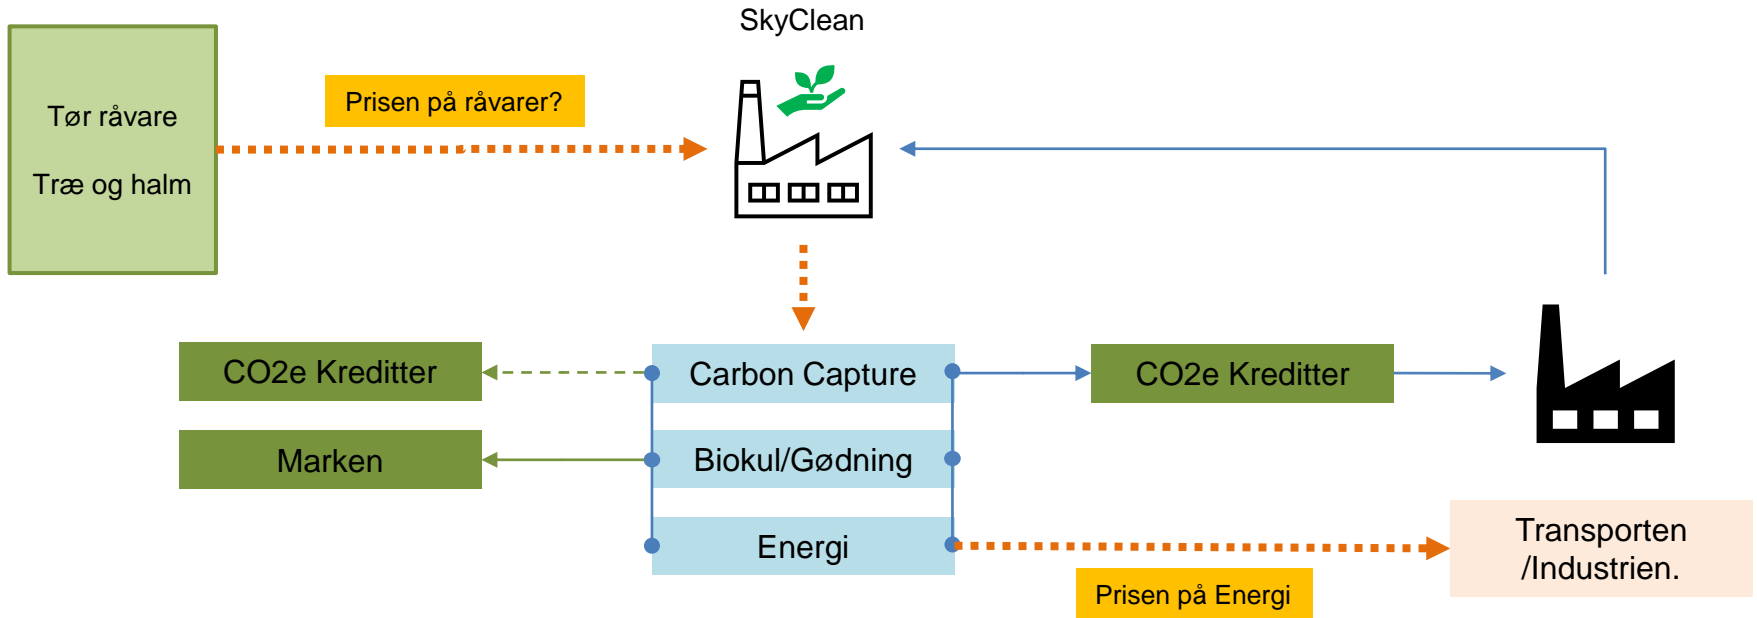 SkyClean
Tør råvare
Træ og halm
Prisen på råvarer?
CO2e Kreditter
Carbon Capture
CO2e Kreditter
Marken
Biokul/Gødning
Energi
Transporten
/Industrien.
Prisen på Energi